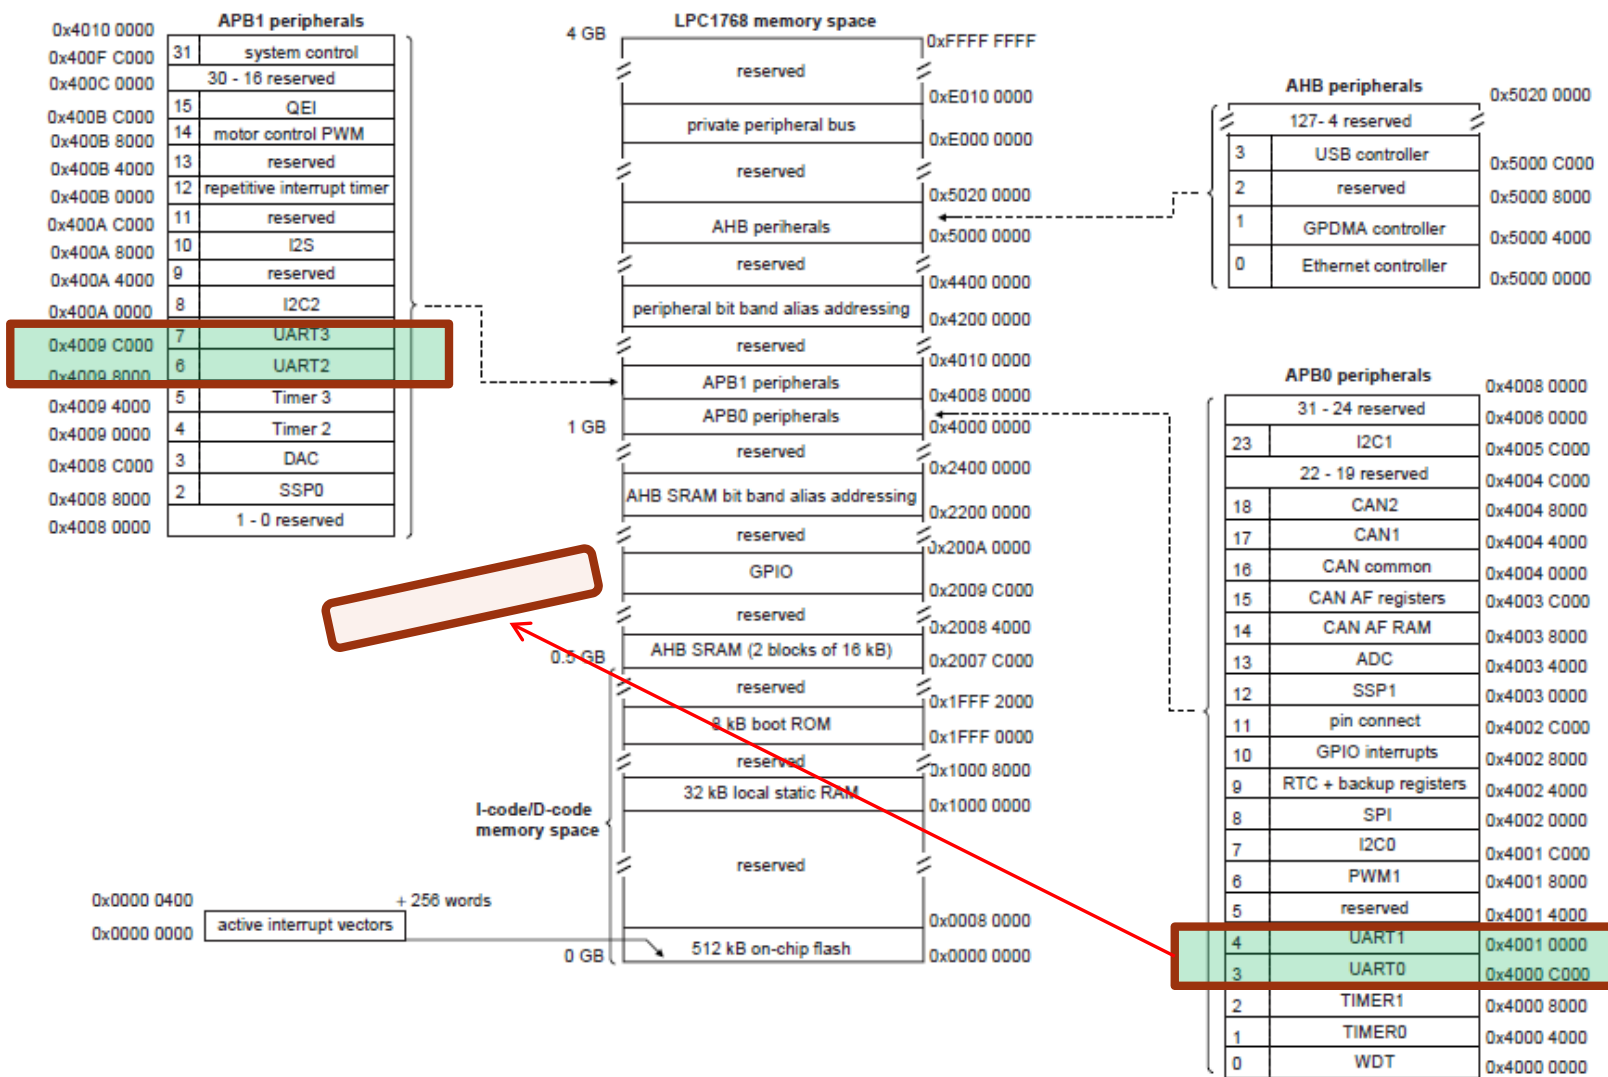 APB1 peripherals
0x4010 0000
31 system control
0x400F C000
30 - 16 reserved
0x400C 0000
15 QEI
0x400B C000
14 motor control PWM
0x400B 8000
13 reserved
0x400B 4000
12 repetitive interrupt timer
0x400B 0000
11 reserved
0x400A C000
10 I2S
0x400A 8000
9 reserved
0x400A 4000
8 I2C2
0x400A 0000
7 UART3
0x4009 C000
6 UART2
0x4009 8000
5 Timer 3
0x4009 4000
4 Timer 2
0x4009 0000
3 DAC
0x4008 C000
2 SSP0
0x4008 8000
1 - 0 reserved
0x4008 0000
LPC1768 memory space
4 GB
0xFFFF FFFF
reserved
0xE010 0000
private peripheral bus
0xE000 0000
reserved
0x5020 0000
AHB periherals
0x5000 0000
reserved
0x4400 0000
peripheral bit band alias addressing
0x4200 0000
reserved
0x4010 0000
APB1 peripherals
0x4008 0000
APB0 peripherals
1 GB
0x4000 0000
reserved
0x2400 0000
AHB SRAM bit band alias addressing
0x2200 0000
reserved
0x200A 0000
GPIO
0x2009 C000
reserved
0x2008 4000
AHB SRAM (2 blocks of 16 kB)
0.5 GB
0x2007 C000
reserved
0x1FFF 2000
8 kB boot ROM
0x1FFF 0000
reserved
0x1000 8000
32 kB local static RAM
0x1000 0000
I-code/D-code
memory space
reserved
0x0008 0000
512 kB on-chip flash
0 GB
0x0000 0000
0x0000 0400
+ 256 words
active interrupt vectors
0x0000 0000
AHB peripherals
0x5020 0000
127- 4 reserved
3 USB controller
0x5000 C000
2 reserved
0x5000 8000
1 GPDMA controller
0x5000 4000
0 Ethernet controller
0x5000 0000
APB0 peripherals
0x4008 0000
31 - 24 reserved
0x4006 0000
23 I2C1
0x4005 C000
22 - 19 reserved
0x4004 C000
18 CAN2
0x4004 8000
17 CAN1
0x4004 4000
16 CAN common
0x4004 0000
15 CAN AF registers
0x4003 C000
14 CAN AF RAM
0x4003 8000
13 ADC
0x4003 4000
12 SSP1
0x4003 0000
11 pin connect
0x4002 C000
10 GPIO interrupts
0x4002 8000
9 RTC + backup registers
0x4002 4000
8 SPI
0x4002 0000
7 I2C0
0x4001 C000
6 PWM1
0x4001 8000
5 reserved
0x4001 4000
4 UART1
0x4001 0000
3 UART0
0x4000 C000
2 TIMER1
0x4000 8000
1 TIMER0
0x4000 4000
0 WDT
0x4000 0000